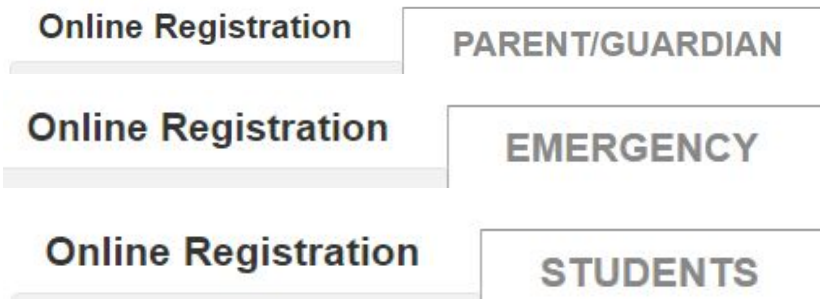 Online Registration
PARENT/GUARDIAN
Online Registration
EMERGENCY
Online Registration
STUDENTS